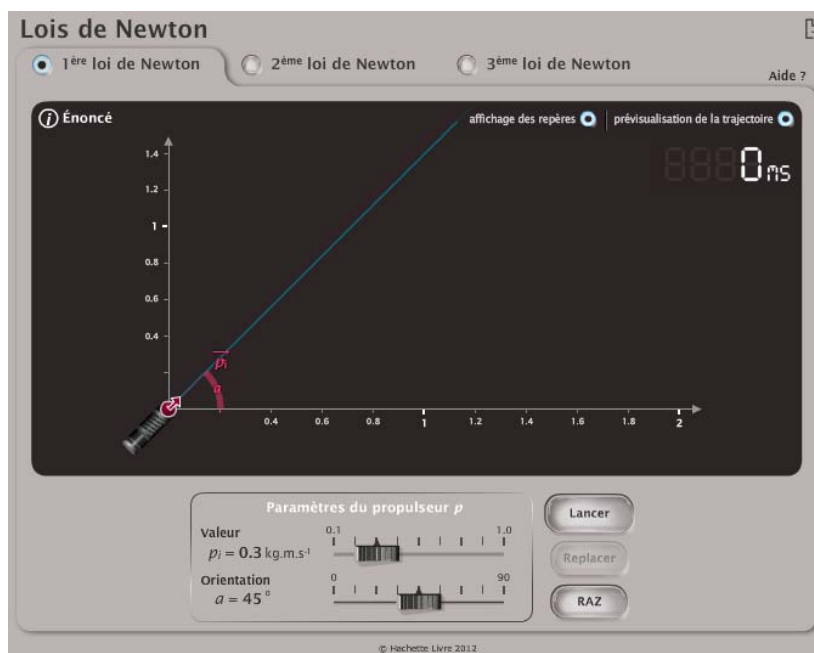 Lois de Newton
1ère loi de Newton 2ème loi de Newton 3ème loi de Newton
Aide ?
i Énoncé affichage des repères prévisualisation de la trajectoire
0 ms
1.4
1.2
1
0.8
0.6
0.4
pi
a
0.4 0.6 0.8 1 1.2 1.4 1.6 1.8 2
Paramètres du propulseur p
Valeur 0.1 1.0
pi = 0.3 kg.m.s-1
Orientation 0 90
a = 45 °
Lancer
Replacer
RAZ
© Hachette Livre 2012